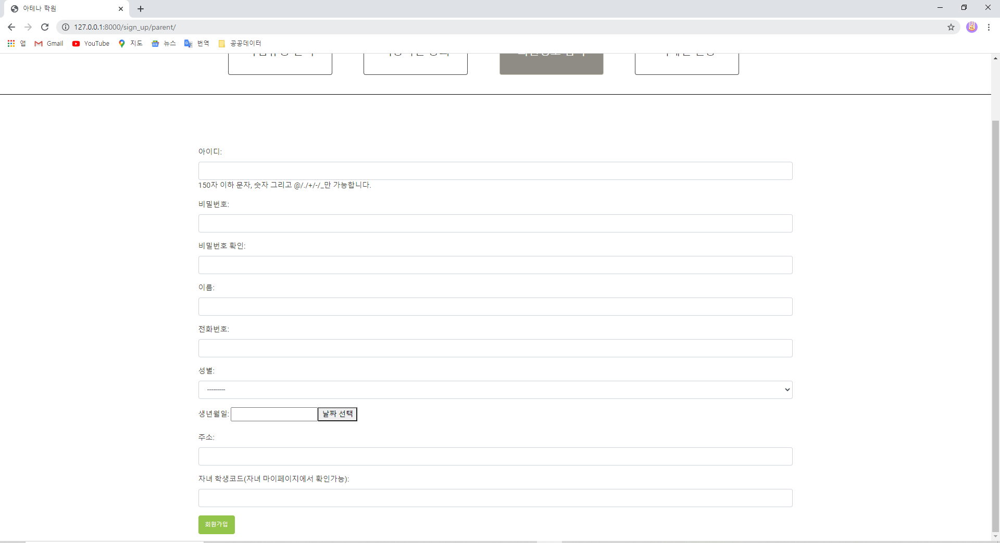 아테나 학원
127.0.0.1:8000/sign_up/parent/
앱 Gmail YouTube 지도 뉴스 번역 공공데이터
아이디:
150자 이하 문자, 숫자 그리고 @/./+/-/_만 가능합니다.
비밀번호:
비밀번호 확인:
이름:
전화번호:
성별:
---------
생년월일: 날짜 선택
주소:
자녀 학생코드(자녀 마이페이지에서 확인가능):
회원가입